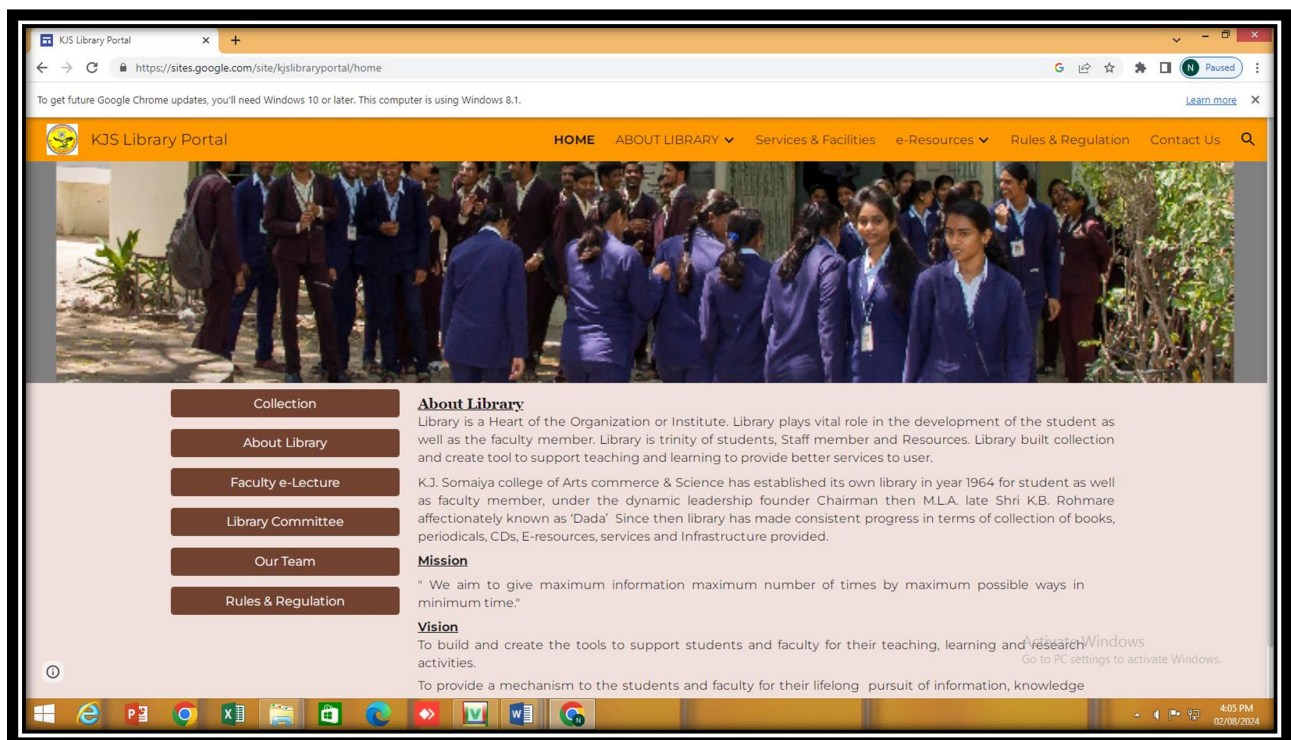 KJS Library Portal
https://sites.google.com/site/kjslibraryportal/home
N Paused
To get future Google Chrome updates, you'll need Windows 10 or later. This computer is using Windows 8.1.
Learn more
KJS Library Portal
HOME ABOUT LIBRARY Services & Facilities e-Resources Rules & Regulation Contact Us
Collection
About Library
Faculty e-Lecture
Library Committee
Our Team
Rules & Regulation
About Library
Library is a Heart of the Organization or Institute. Library plays vital role in the development of the student as
well as the faculty member. Library is trinity of students, Staff member and Resources. Library built collection
and create tool to support teaching and learning to provide better services to user.
K.J. Somaiya college of Arts commerce & Science has established its own library in year 1964 for student as well
as faculty member, under the dynamic leadership founder Chairman then M.L.A. late Shri K.B. Rohmare
affectionately known as 'Dada' Since then library has made consistent progress in terms of collection of books,
periodicals, CDs, E-resources, services and Infrastructure provided.
Mission
" We aim to give maximum information maximum number of times by maximum possible ways in
minimum time."
Vision
To build and create the tools to support students and faculty for their teaching, learning and research
activities.
To provide a mechanism to the students and faculty for their lifelong pursuit of information, knowledge
Activate Windows
Go to PC settings to activate Windows.
4:05 PM
02/08/2024